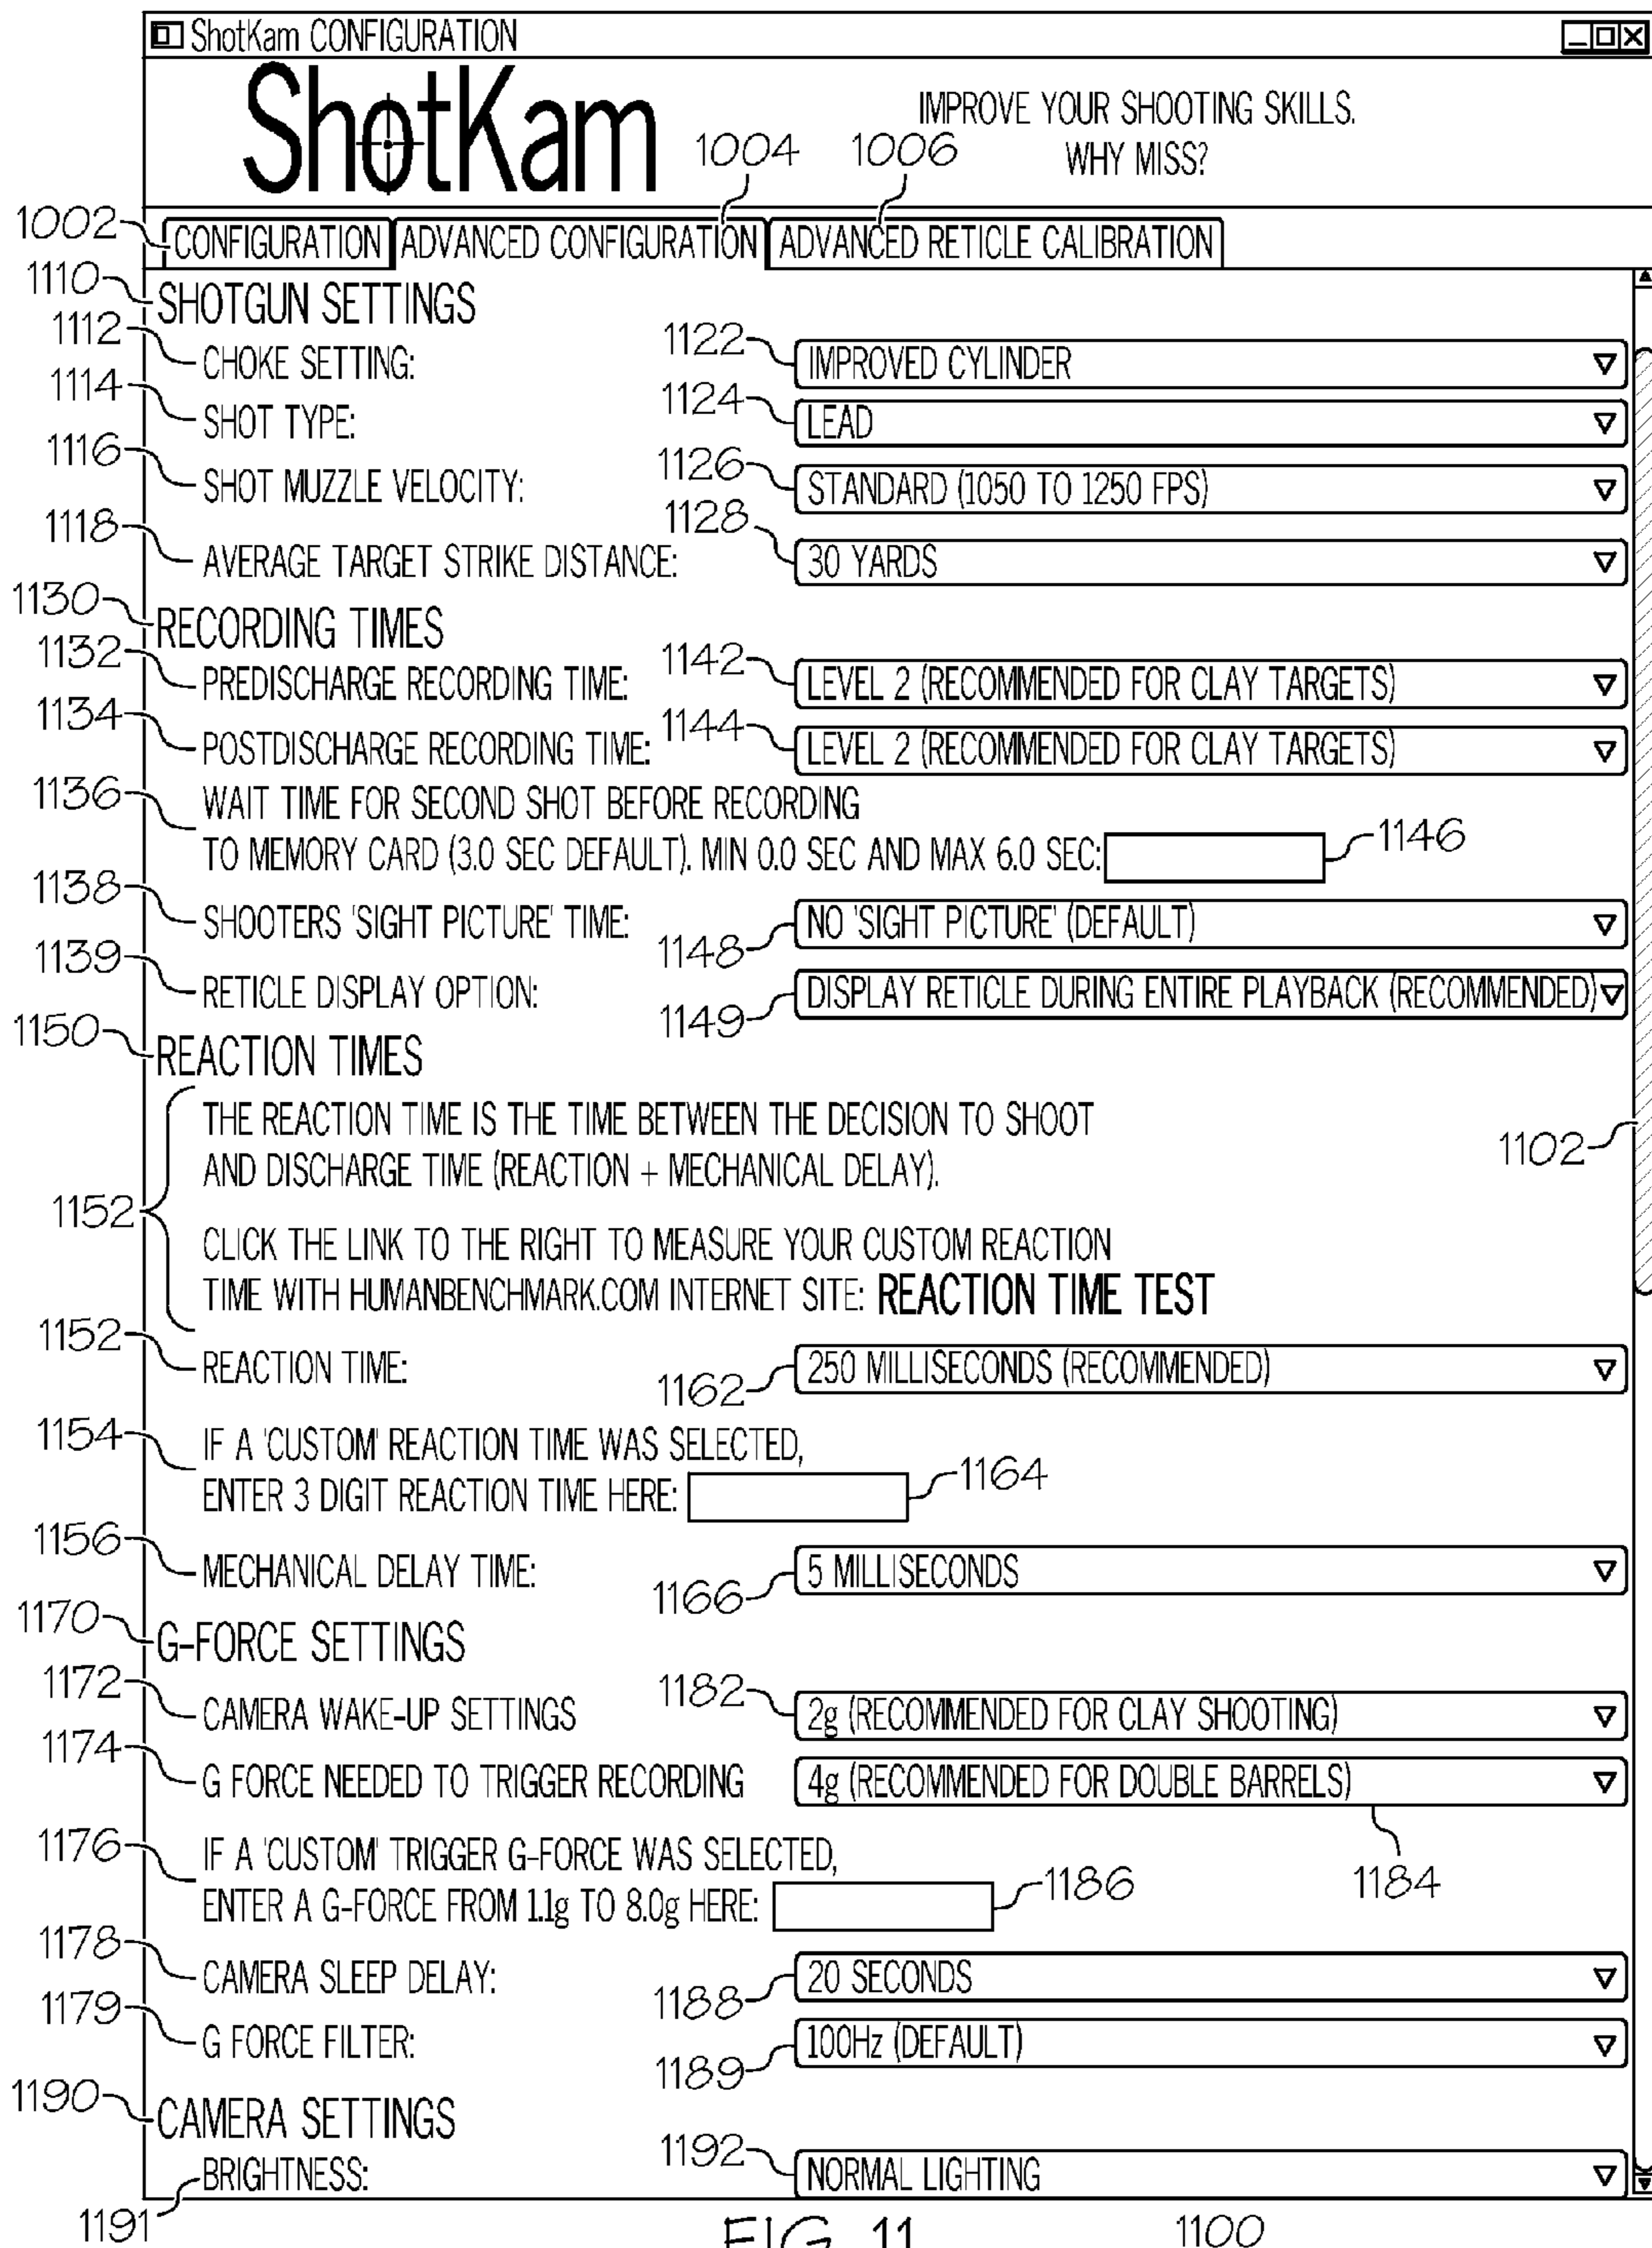 ShotKam CONFIGURATION
ShotKam
IMPROVE YOUR SHOOTING SKILLS.
WHY MISS?
1004 1006
1002 CONFIGURATION ADVANCED CONFIGURATION ADVANCED RETICLE CALIBRATION
1110 SHOTGUN SETTINGS
1112 CHOKE SETTING: 1122 IMPROVED CYLINDER
1114 SHOT TYPE: 1124 LEAD
1116 SHOT MUZZLE VELOCITY: 1126 STANDARD (1050 TO 1250 FPS)
1118 AVERAGE TARGET STRIKE DISTANCE: 1128 30 YARDS
1130 RECORDING TIMES
1132 PREDISCHARGE RECORDING TIME: 1142 LEVEL 2 (RECOMMENDED FOR CLAY TARGETS)
1134 POSTDISCHARGE RECORDING TIME: 1144 LEVEL 2 (RECOMMENDED FOR CLAY TARGETS)
1136 WAIT TIME FOR SECOND SHOT BEFORE RECORDING
TO MEMORY CARD (3.0 SEC DEFAULT). MIN 0.0 SEC AND MAX 6.0 SEC: 1146
1138 SHOOTERS 'SIGHT PICTURE' TIME: 1148 NO 'SIGHT PICTURE' (DEFAULT)
1139 RETICLE DISPLAY OPTION: 1149 DISPLAY RETICLE DURING ENTIRE PLAYBACK (RECOMMENDED)
1150 REACTION TIMES
THE REACTION TIME IS THE TIME BETWEEN THE DECISION TO SHOOT
AND DISCHARGE TIME (REACTION + MECHANICAL DELAY). 1102
1152
CLICK THE LINK TO THE RIGHT TO MEASURE YOUR CUSTOM REACTION
TIME WITH HUMANBENCHMARK.COM INTERNET SITE: REACTION TIME TEST
1152 REACTION TIME: 1162 250 MILLISECONDS (RECOMMENDED)
1154 IF A 'CUSTOM' REACTION TIME WAS SELECTED,
ENTER 3 DIGIT REACTION TIME HERE: 1164
1156 MECHANICAL DELAY TIME: 1166 5 MILLISECONDS
1170 G-FORCE SETTINGS
1172 CAMERA WAKE-UP SETTINGS 1182 2g (RECOMMENDED FOR CLAY SHOOTING)
1174 G FORCE NEEDED TO TRIGGER RECORDING 4g (RECOMMENDED FOR DOUBLE BARRELS)
1176 IF A 'CUSTOM' TRIGGER G-FORCE WAS SELECTED,
ENTER A G-FORCE FROM 1.1g TO 8.0g HERE: 1186 1184
1178 CAMERA SLEEP DELAY: 1188 20 SECONDS
1179 G FORCE FILTER: 1189 100Hz (DEFAULT)
1190 CAMERA SETTINGS
1191 BRIGHTNESS: 1192 NORMAL LIGHTING
FIG. 11 1100